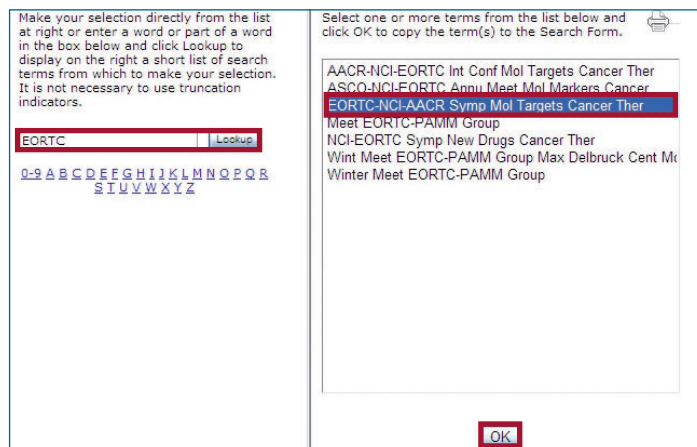 Make your selection directly from the list
at right or enter a word or part of a word
in the box below and click Lookup to
display on the right a short list of search
terms from which to make your selection.
It is not necessary to use truncation
indicators.
EORTC
Lookup
0-9 A B C D E F G H I J K L M N O P Q R
S T U V W X Y Z
Select one or more terms from the list below and
click OK to copy the term(s) to the Search Form.
AACR-NCI-EORTC Int Conf Mol Targets Cancer Ther
ASCO-NCI-EORTC Annu Meet Mol Markers Cancer
EORTC-NCI-AACR Symp Mol Targets Cancer Ther
Meet EORTC-PAMM Group
NCI-EORTC Symp New Drugs Cancer Ther
Wint Meet EORTC-PAMM Group Max Delbruck Cent
Winter Meet EORTC-PAMM Group
OK